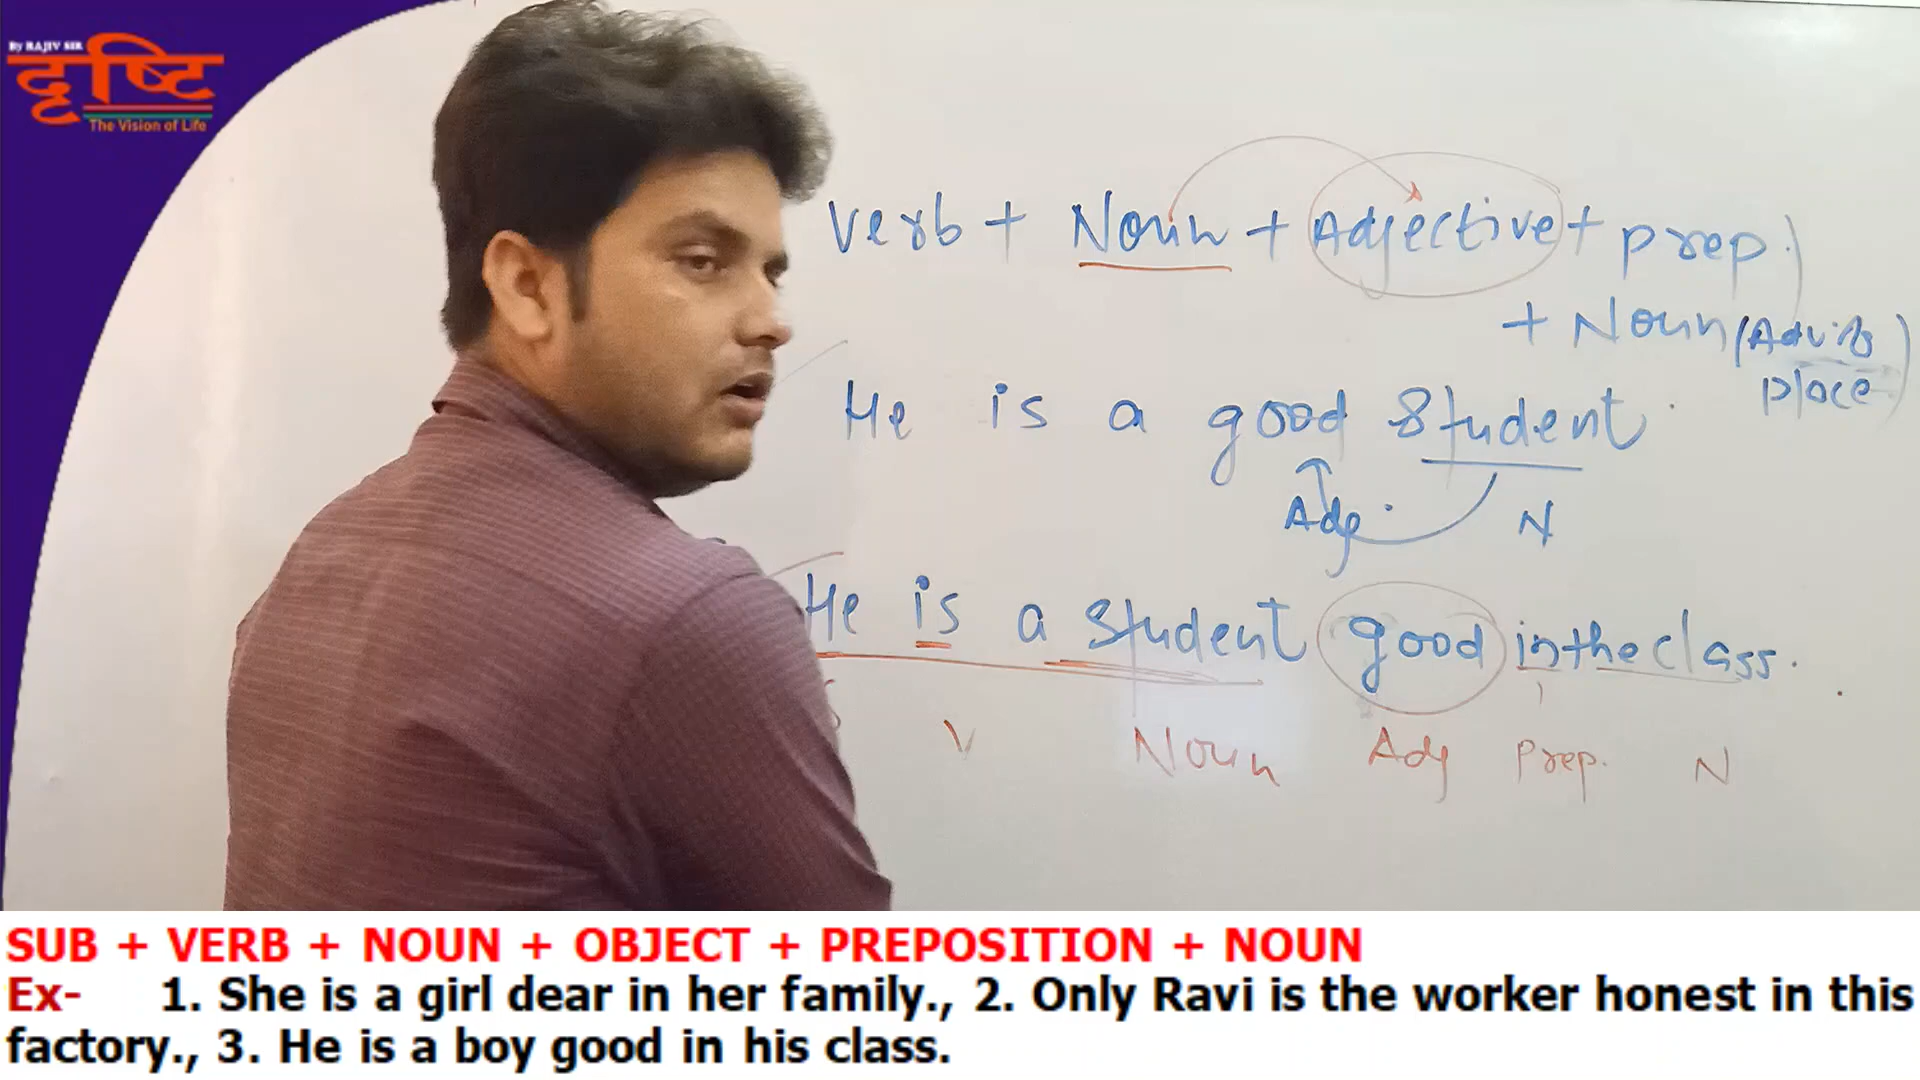 By RAJIV SIR
दृष्टि
The Vision of Life
verb + Noun + Adjective + prep.
+ Noun (Adv. of place)
He is a good student.
Adj. N
He is a student good in the class.
S V Noun Adj Prep. N
SUB + VERB + NOUN + OBJECT + PREPOSITION + NOUN
Ex- 1. She is a girl dear in her family., 2. Only Ravi is the worker honest in this
factory., 3. He is a boy good in his class.